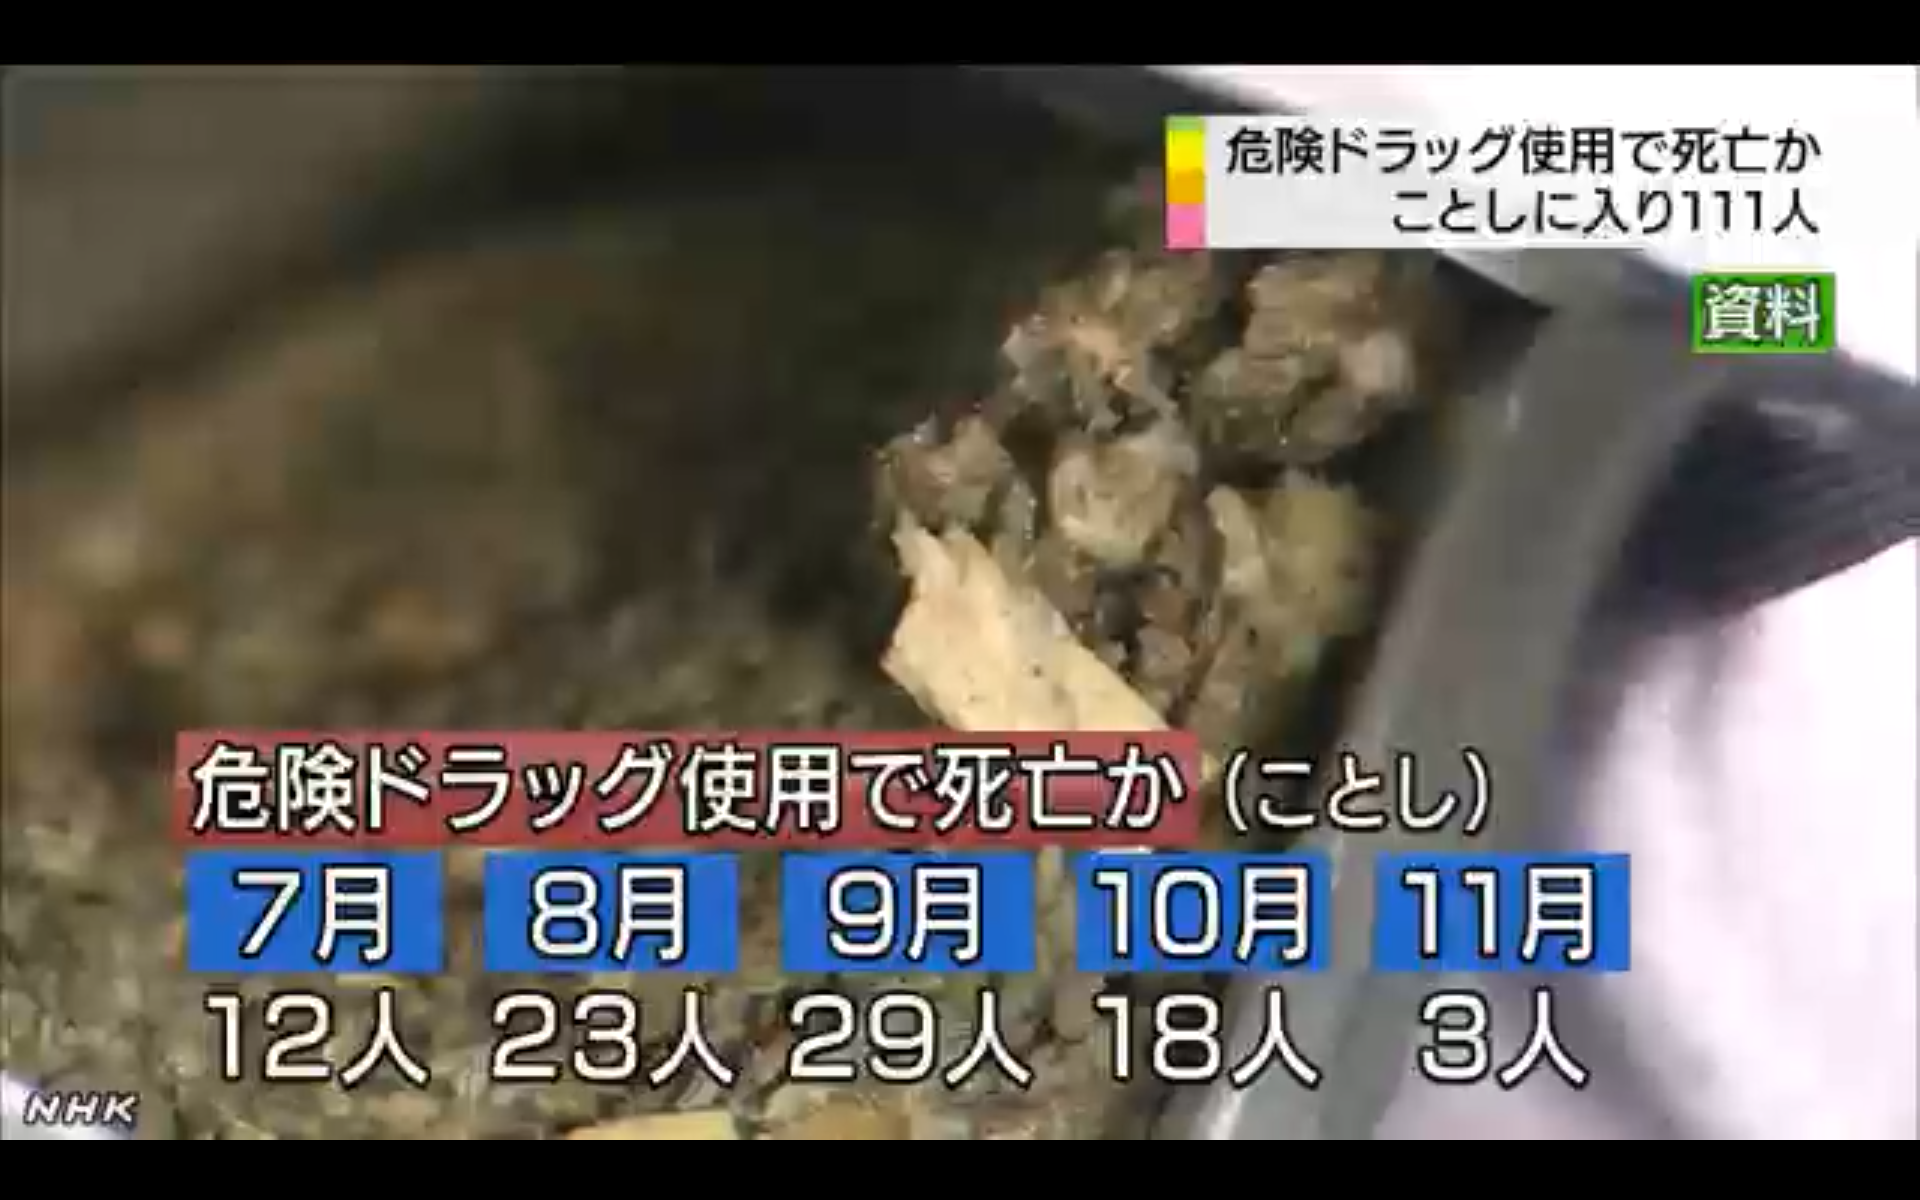 危険ドラッグ使用で死亡か
ことしに入り111人
資料
危険ドラッグ使用で死亡か (ことし)
7月 8月 9月 10月 11月
12人 23人 29人 18人 3人
NHK